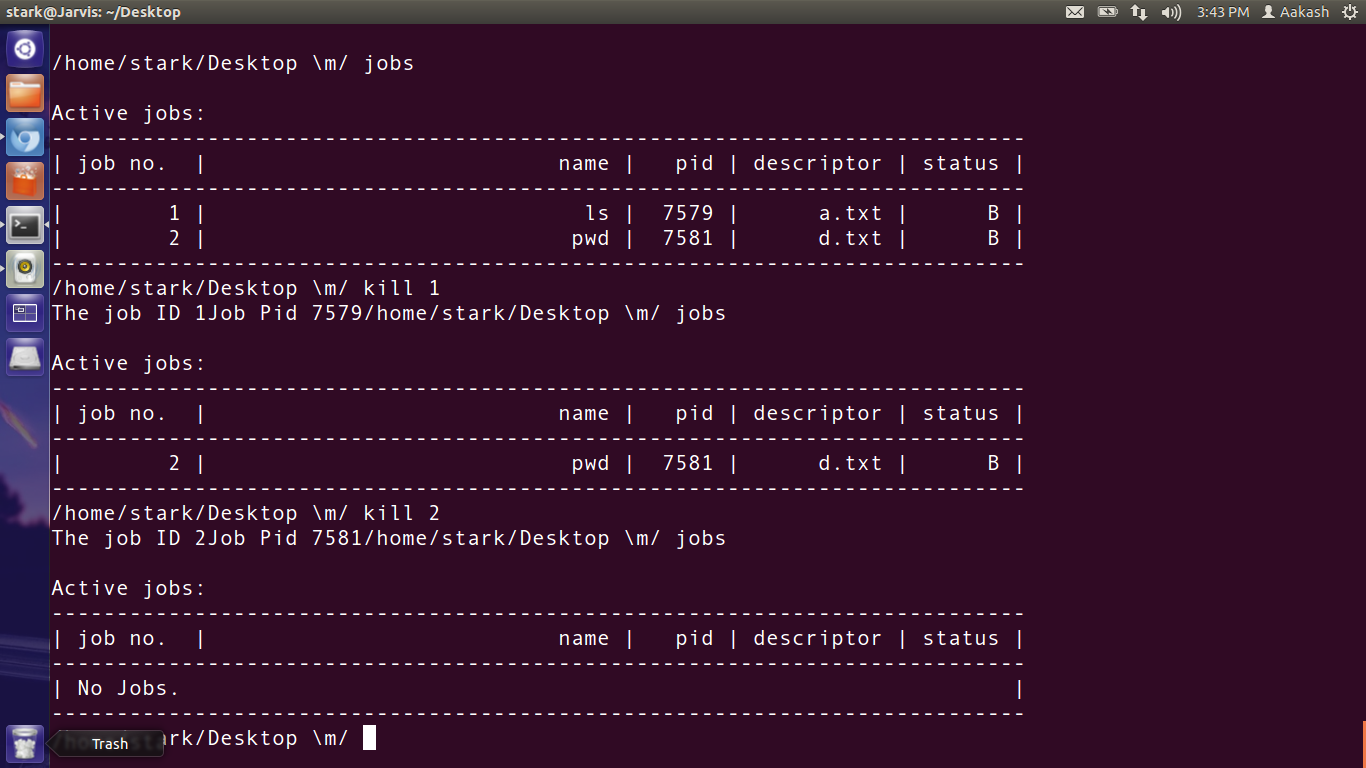 stark@Jarvis: ~/Desktop 3:43 PM Aakash
/home/stark/Desktop \m/ jobs
Active jobs:
----------------------------------------------------------------------------
| job no.  |                           name |   pid | descriptor | status |
----------------------------------------------------------------------------
|        1 |                             ls |  7579 |      a.txt |      B |
|        2 |                            pwd |  7581 |      d.txt |      B |
----------------------------------------------------------------------------
/home/stark/Desktop \m/ kill 1
The job ID 1Job Pid 7579/home/stark/Desktop \m/ jobs
Active jobs:
----------------------------------------------------------------------------
| job no.  |                           name |   pid | descriptor | status |
----------------------------------------------------------------------------
|        2 |                            pwd |  7581 |      d.txt |      B |
----------------------------------------------------------------------------
/home/stark/Desktop \m/ kill 2
The job ID 2Job Pid 7581/home/stark/Desktop \m/ jobs
Active jobs:
----------------------------------------------------------------------------
| job no.  |                           name |   pid | descriptor | status |
----------------------------------------------------------------------------
| No Jobs.                                                                |
----------------------------------------------------------------------------
Trash ark/Desktop \m/